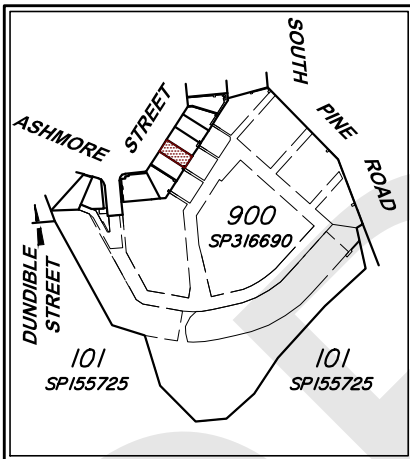 SOUTH
PINE
ROAD
ASHMORE
STREET
900
SP316690
DUNDIBLE
STREET
101
SP155725
101
SP155725